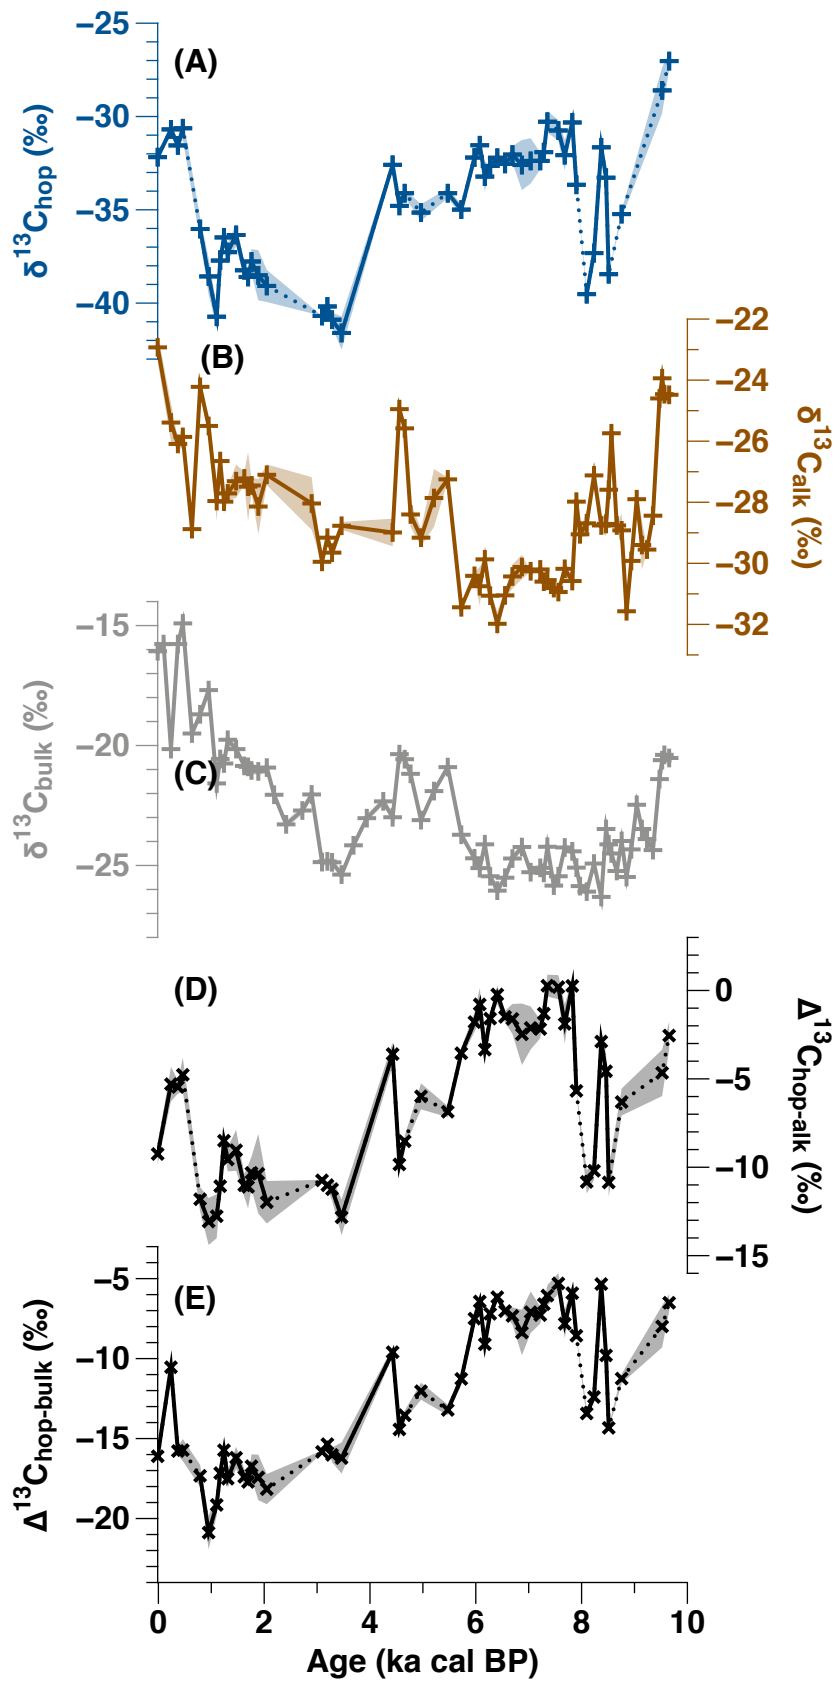 −25
(A)
−30
−35
−40
δ¹³Chop (‰)
−22
(B)
−24
−26
−28
−30
−32
δ¹³Calk (‰)
−15
−20
(C)
−25
δ¹³Cbulk (‰)
(D)
0
−5
−10
−15
Δ¹³Chop-alk (‰)
−5
(E)
−10
−15
−20
Δ¹³Chop-bulk (‰)
0 2 4 6 8 10
Age (ka cal BP)